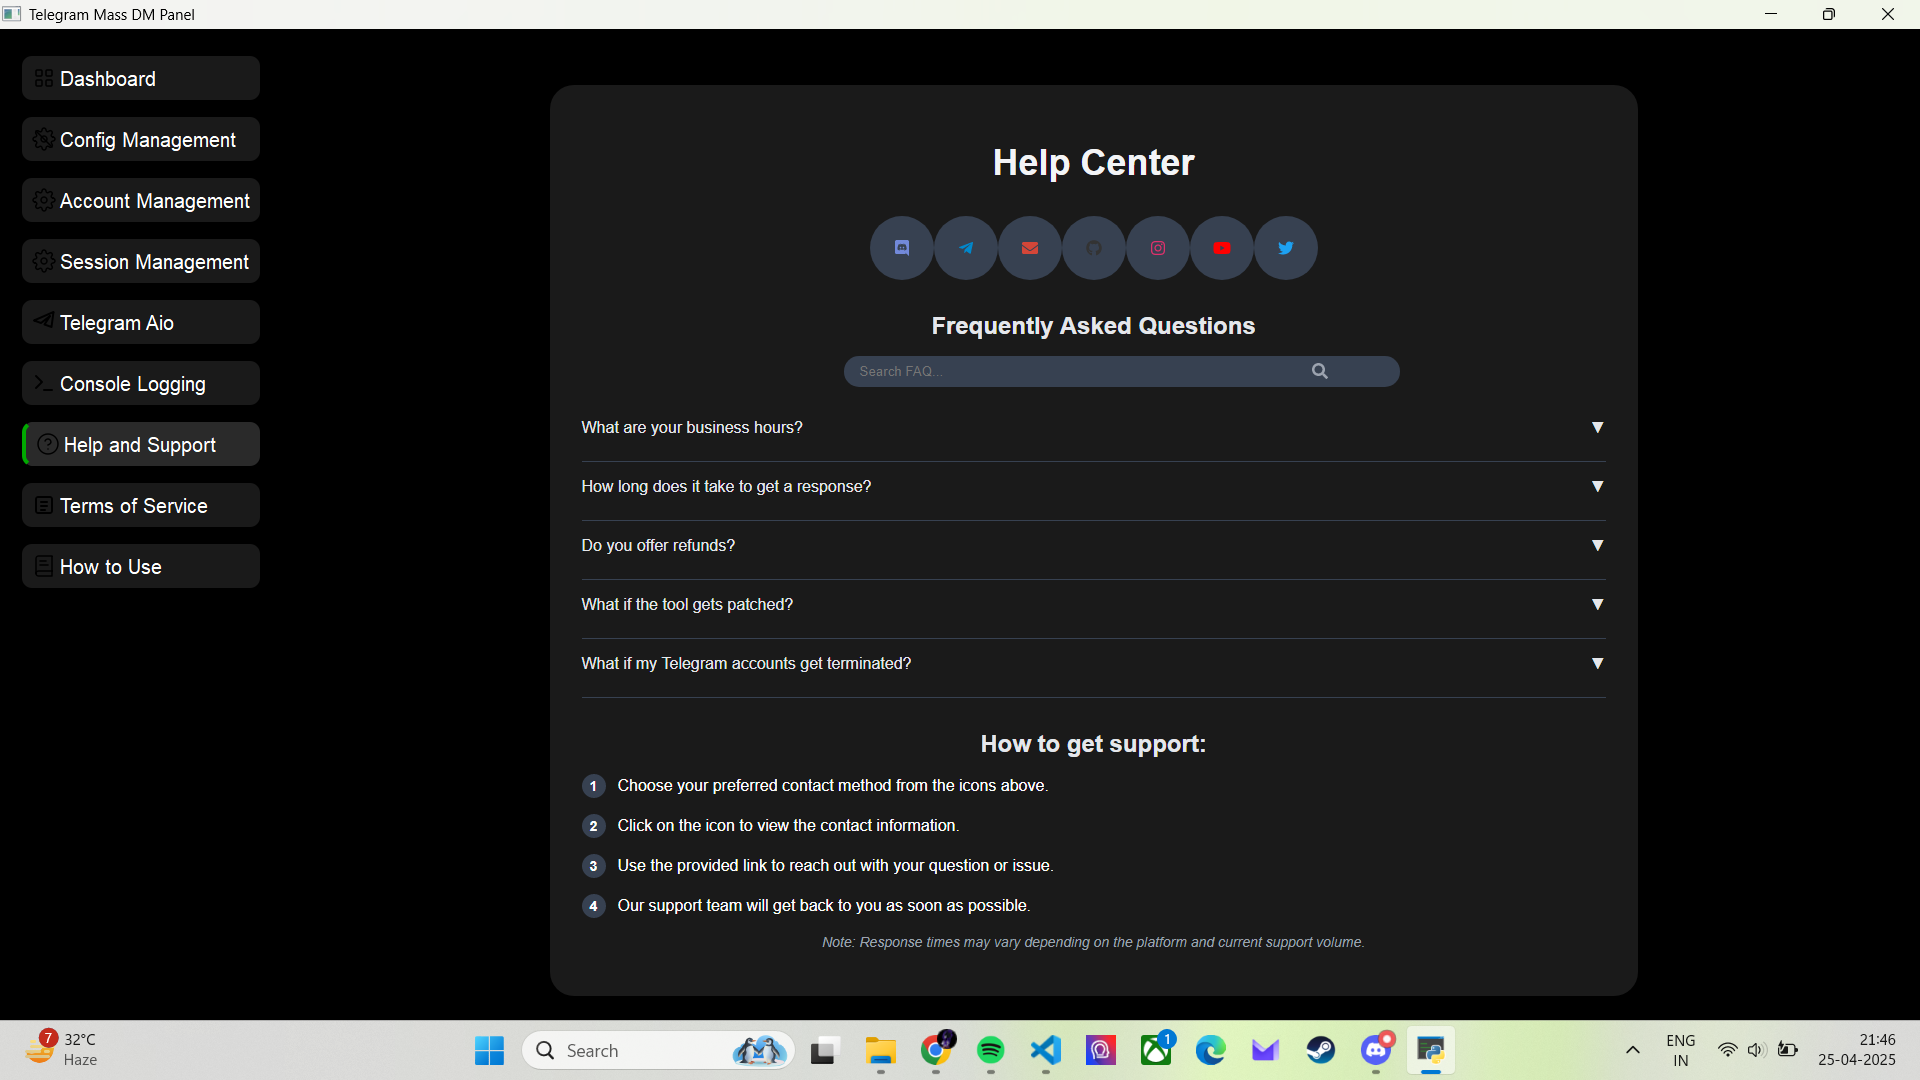 Telegram Mass DM Panel
Dashboard
Config Management
Account Management
Session Management
Telegram Aio
Console Logging
Help and Support
Terms of Service
How to Use
Help Center
Frequently Asked Questions
Search FAQ...
What are your business hours?
How long does it take to get a response?
Do you offer refunds?
What if the tool gets patched?
What if my Telegram accounts get terminated?
How to get support:
1 Choose your preferred contact method from the icons above.
2 Click on the icon to view the contact information.
3 Use the provided link to reach out with your question or issue.
4 Our support team will get back to you as soon as possible.
Note: Response times may vary depending on the platform and current support volume.
7
32°C
Haze
Search
1
ENG
IN
21:46
25-04-2025